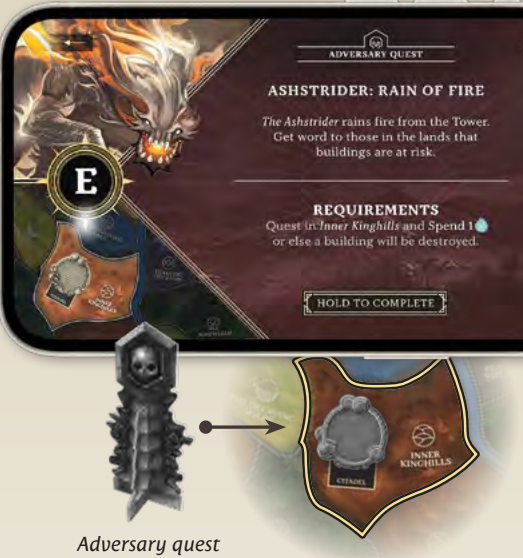 ADVERSARY QUEST
ASHSTRIDER: RAIN OF FIRE
The Ashstrider rains fire from the Tower.
Get word to those in the lands that
buildings are at risk.
E
REQUIREMENTS
Quest in Inner Kinghills and Spend 1
or else a building will be destroyed.
HOLD TO COMPLETE
INNER
KINGHILLS
CITADEL
Adversary quest